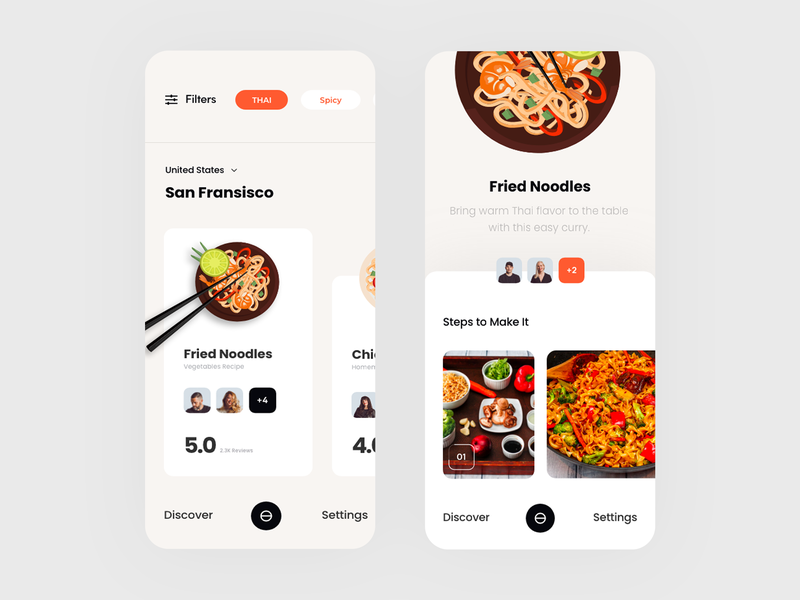 Filters
THAI
Spicy
United States
San Fransisco
Fried Noodles
Vegetables Recipe
+4
5.0
2.3K Reviews
Chi
Homem
4.0
Discover
Settings
Fried Noodles
Bring warm Thai flavor to the table
with this easy curry.
+2
Steps to Make It
01
Discover
Settings